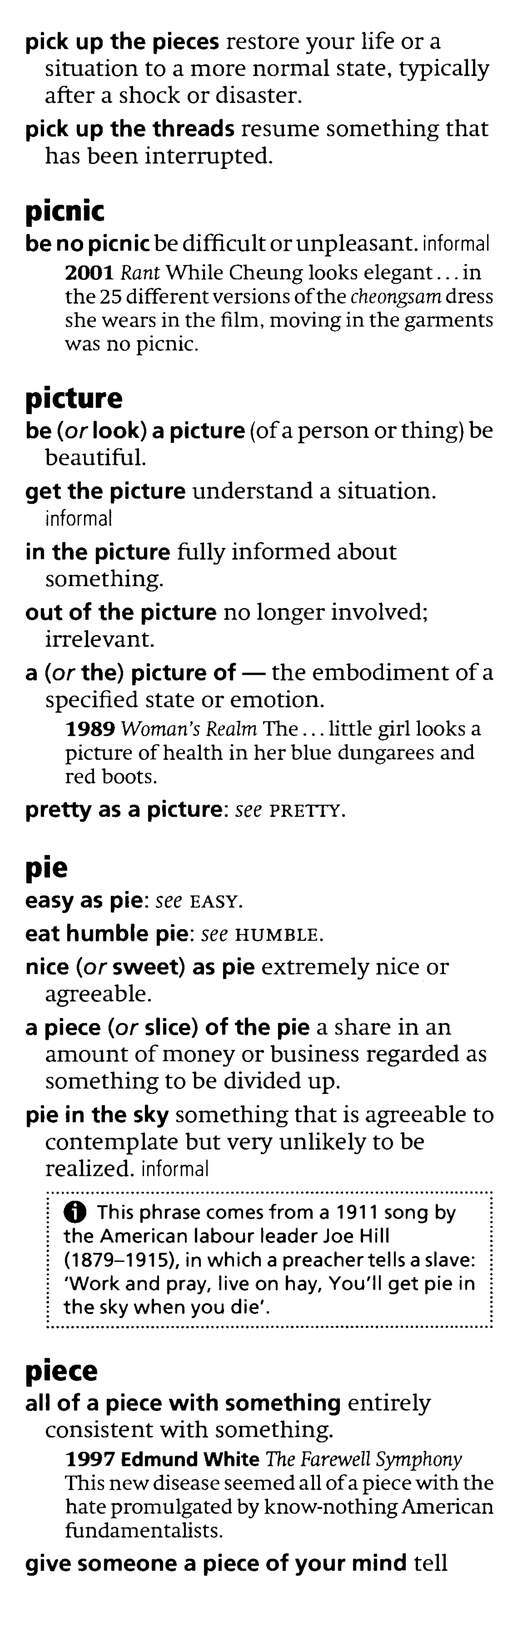 pick up the pieces restore your life or a
situation to a more normal state, typically
after a shock or disaster.
pick up the threads resume something that
has been interrupted.
picnic
be no picnic be difficult or unpleasant. informal
2001 Rant While Cheung looks elegant . . . in
the 25 different versions of the cheongsam dress
she wears in the film, moving in the garments
was no picnic.
picture
be (or look) a picture (of a person or thing) be
beautiful.
get the picture understand a situation.
informal
in the picture fully informed about
something.
out of the picture no longer involved;
irrelevant.
a (or the) picture of — the embodiment of a
specified state or emotion.
1989 Woman's Realm The . . . little girl looks a
picture of health in her blue dungarees and
red boots.
pretty as a picture: see PRETTY.
pie
easy as pie: see EASY.
eat humble pie: see HUMBLE.
nice (or sweet) as pie extremely nice or
agreeable.
a piece (or slice) of the pie a share in an
amount of money or business regarded as
something to be divided up.
pie in the sky something that is agreeable to
contemplate but very unlikely to be
realized. informal
i This phrase comes from a 1911 song by
the American labour leader Joe Hill
(1879–1915), in which a preacher tells a slave:
'Work and pray, live on hay, You'll get pie in
the sky when you die'.
piece
all of a piece with something entirely
consistent with something.
1997 Edmund White The Farewell Symphony
This new disease seemed all of a piece with the
hate promulgated by know-nothing American
fundamentalists.
give someone a piece of your mind tell